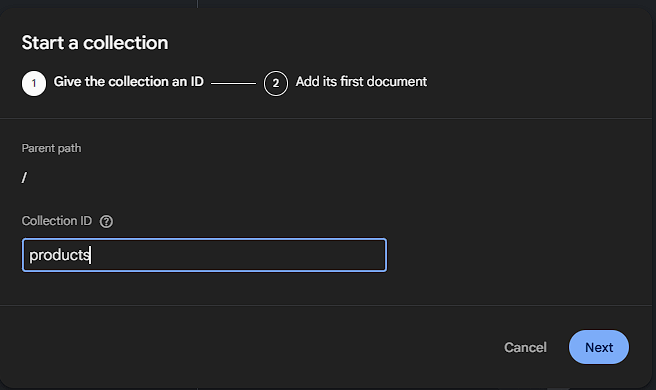 Start a collection
1 Give the collection an ID 2 Add its first document
Parent path
/
Collection ID ?
products
Cancel Next